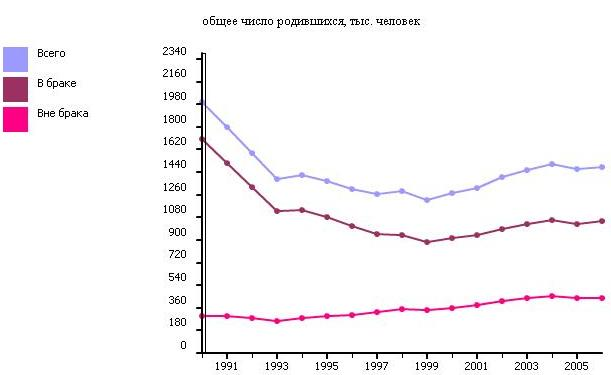 общее число родившихся, тыс. человек
Всего
В браке
Вне брака
2340
2160
1980
1800
1620
1440
1260
1080
900
720
540
360
180
0
1991 1993 1995 1997 1999 2001 2003 2005